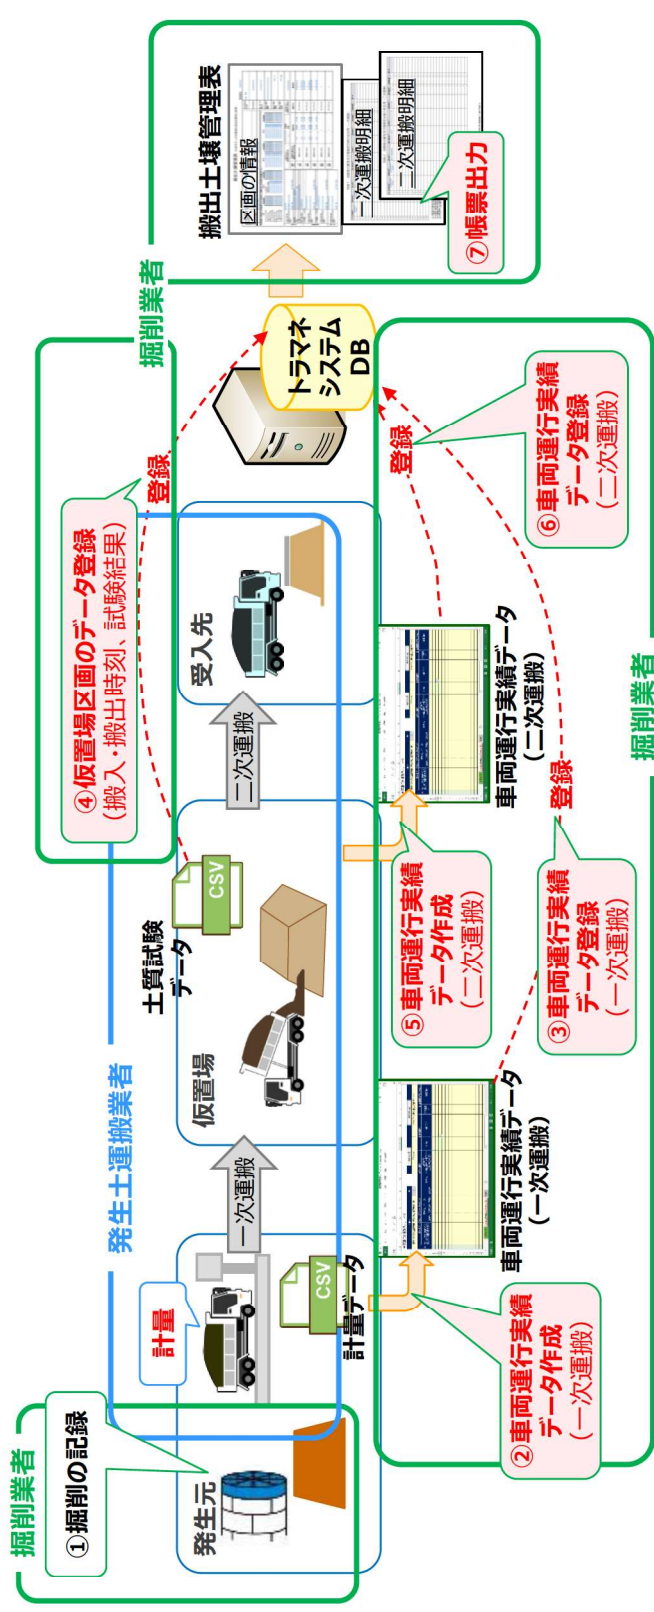 掘削業者
①掘削の記録
発生元
発生土運搬業者
計量
CSV
計量データ
一次運搬
仮置場
土質試験
データ
CSV
二次運搬
受入先
④仮置場区画のデータ登録
(搬入・搬出時刻、試験結果)
登録
掘削業者
トラマネ
システム
DB
搬出土壌管理表
区画の情報
一次運搬明細
二次運搬明細
⑦帳票出力
②車両運行実績
データ作成
(一次運搬)
車両運行実績データ
(一次運搬)
③車両運行実績
データ登録
(一次運搬)
登録
⑤車両運行実績
データ作成
(二次運搬)
車両運行実績データ
(二次運搬)
登録
⑥車両運行実績
データ登録
(二次運搬)
掘削業者